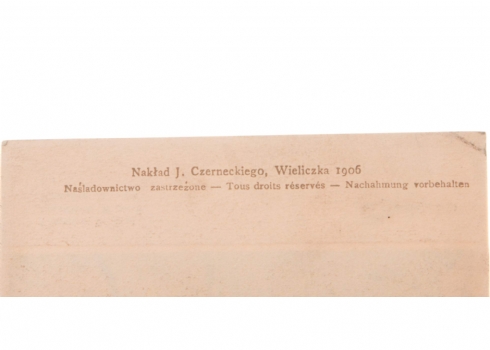 Nakład J. Czerneckiego, Wieliczka 1906
Naśladownictwo zastrzeżone — Tous droits réservés — Nachahmung vorbehalten